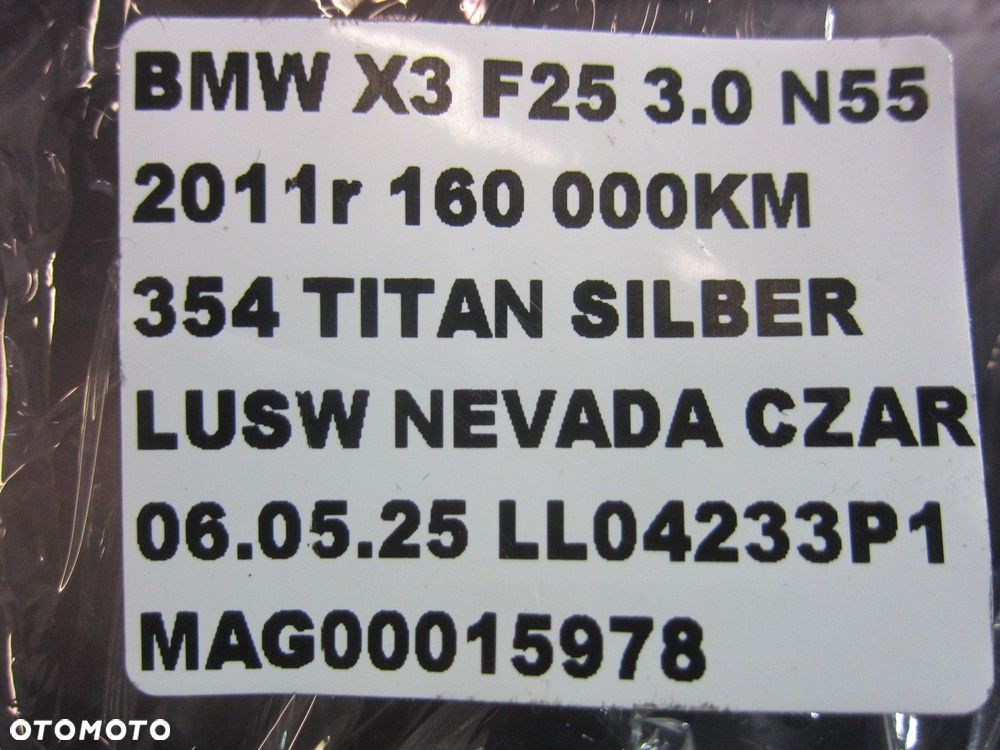 BMW X3 F25 3.0 N55
2011r 160 000KM
354 TITAN SILBER
LUSW NEVADA CZAR
06.05.25 LL04233P1
MAG00015978
OTOMOTO